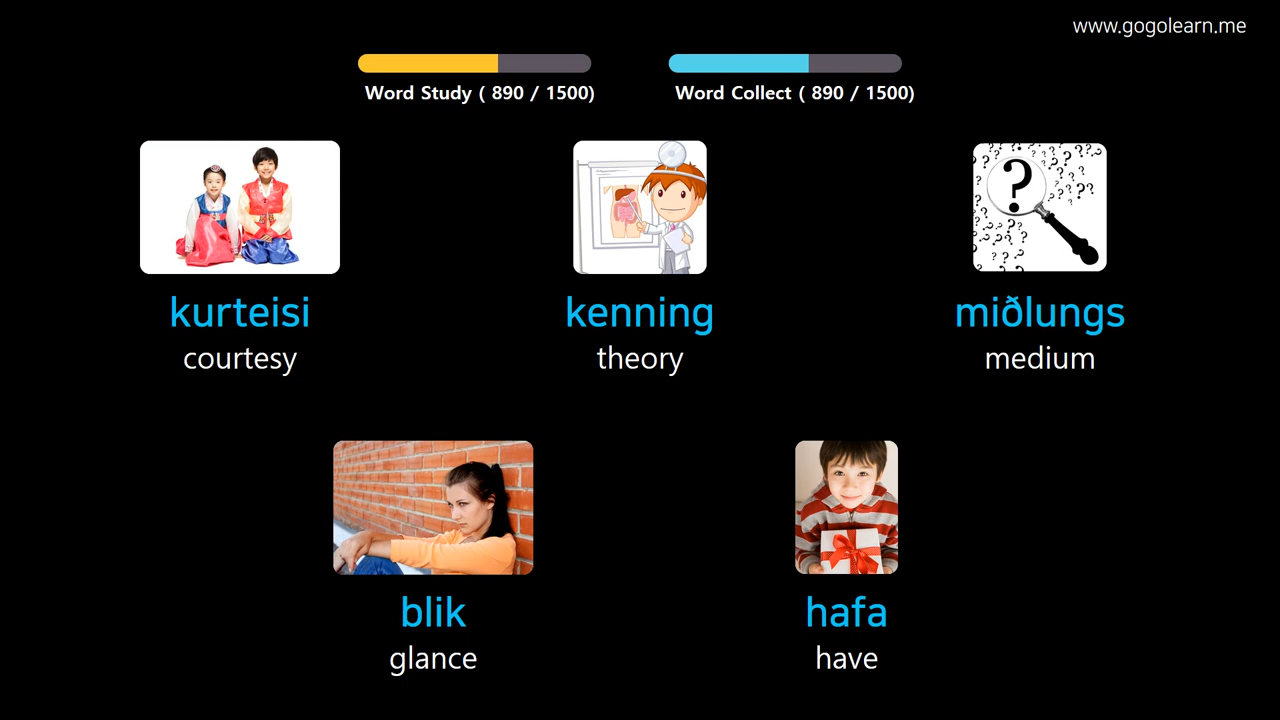 www.gogolearn.me
Word Study ( 890 / 1500)
Word Collect ( 890 / 1500)
kurteisi
courtesy
kenning
theory
miðlungs
medium
blik
glance
hafa
have